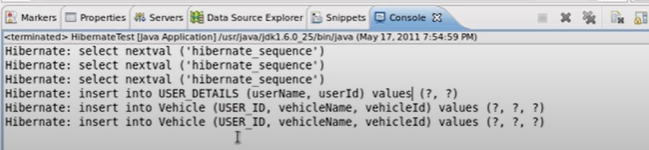 Markers Properties Servers Data Source Explorer Snippets Console
<terminated> HibernateTest [Java Application] /usr/java/jdk1.6.0_25/bin/java (May 17, 2011 7:54:59 PM)
Hibernate: select nextval ('hibernate_sequence')
Hibernate: select nextval ('hibernate_sequence')
Hibernate: select nextval ('hibernate_sequence')
Hibernate: insert into USER_DETAILS (userName, userId) values (?, ?)
Hibernate: insert into Vehicle (USER_ID, vehicleName, vehicleId) values (?, ?, ?)
Hibernate: insert into Vehicle (USER_ID, vehicleName, vehicleId) values (?, ?, ?)